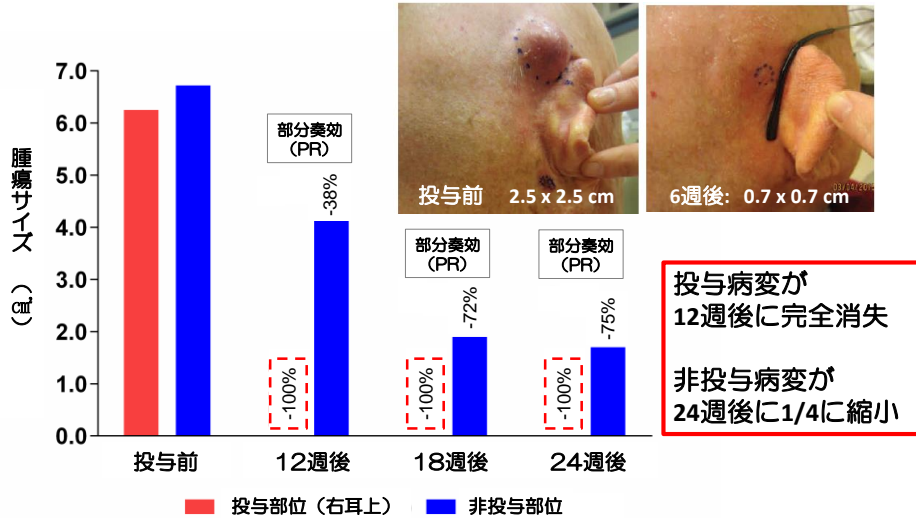 投与前 2.5 x 2.5 cm
6週後: 0.7 x 0.7 cm
腫瘍サイズ (㎠)
7.0
6.0
5.0
4.0
3.0
2.0
1.0
0.0
部分奏効
(PR)
-38%
部分奏効
(PR)
-72%
部分奏効
(PR)
-75%
-100%
-100%
-100%
投与前
12週後
18週後
24週後
投与部位（右耳上）
非投与部位
投与病変が
12週後に完全消失
非投与病変が
24週後に1/4に縮小